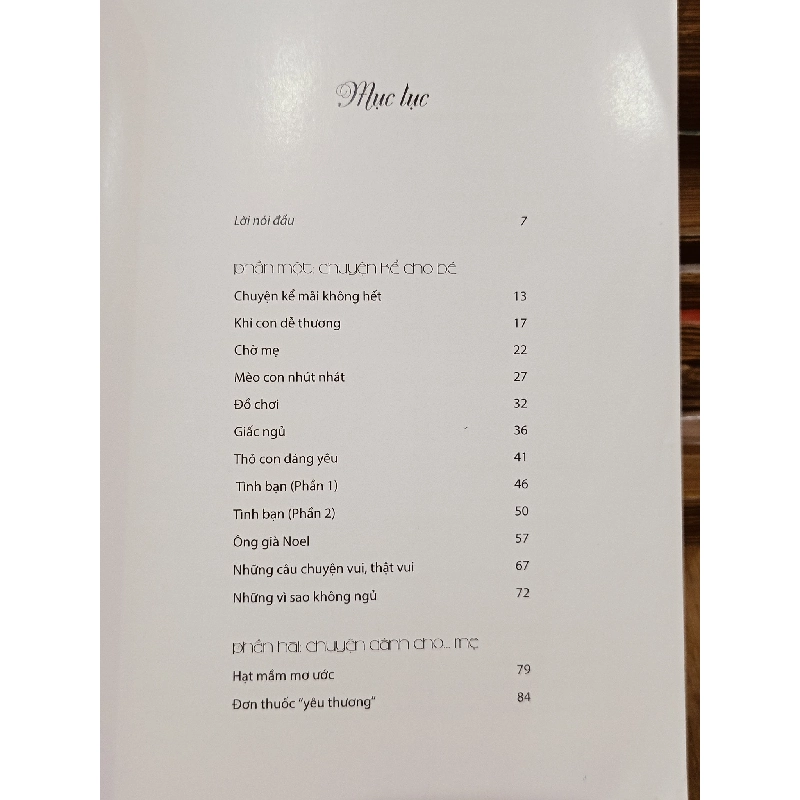 Mục lục
Lời nói đầu 7
phần một: chuyện kể cho bé
Chuyện kể mãi không hết 13
Khi con dễ thương 17
Chờ mẹ 22
Mèo con nhút nhát 27
Đồ chơi 32
Giấc ngủ 36
Thỏ con đáng yêu 41
Tình bạn (Phần 1) 46
Tình bạn (Phần 2) 50
Ông già Noel 57
Những câu chuyện vui, thật vui 67
Những vì sao không ngủ 72
phần hai: chuyện dành cho... mẹ
Hạt mầm mơ ước 79
Đơn thuốc “yêu thương” 84